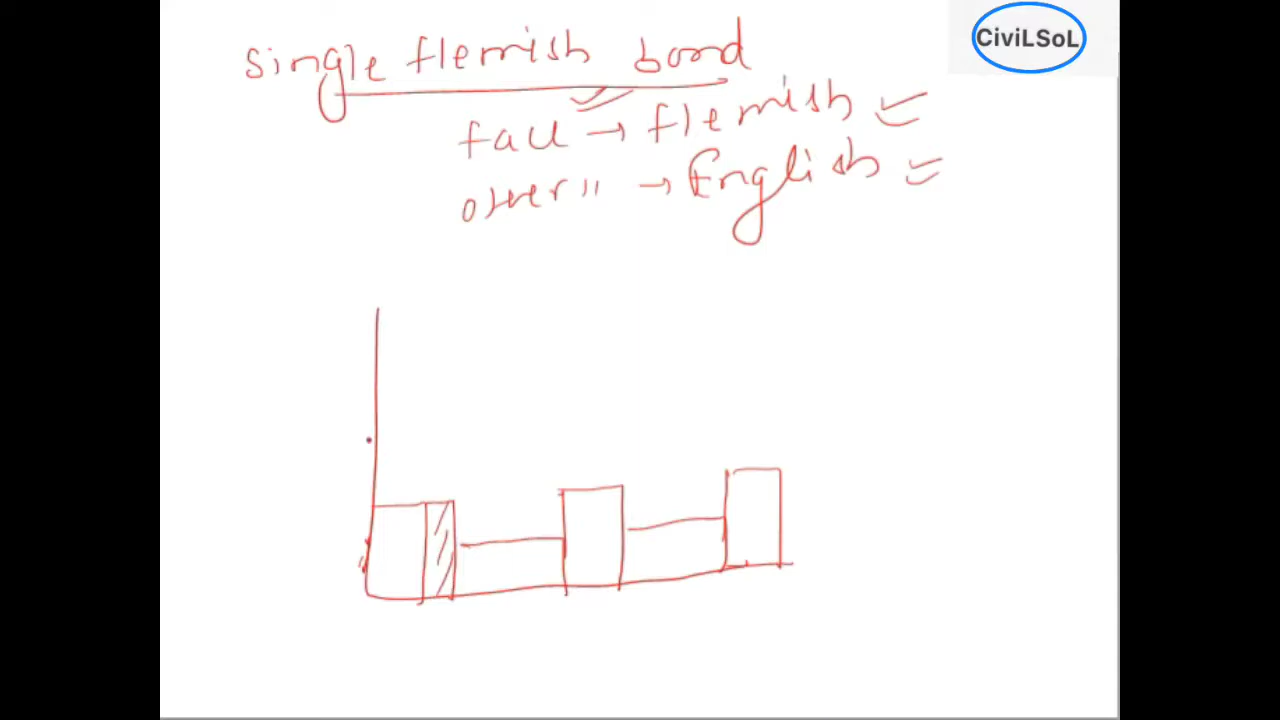 CiviLSoL
single flemish bond
face → flemish
other " → English